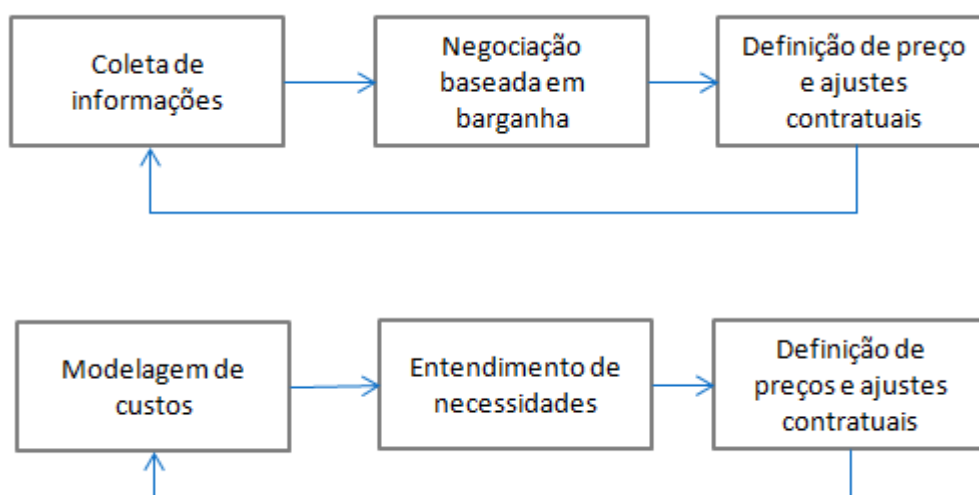 Coleta de
informações
Negociação
baseada em
barganha
Definição de preço
e ajustes
contratuais
Modelagem de
custos
Entendimento de
necessidades
Definição de
preços e ajustes
contratuais